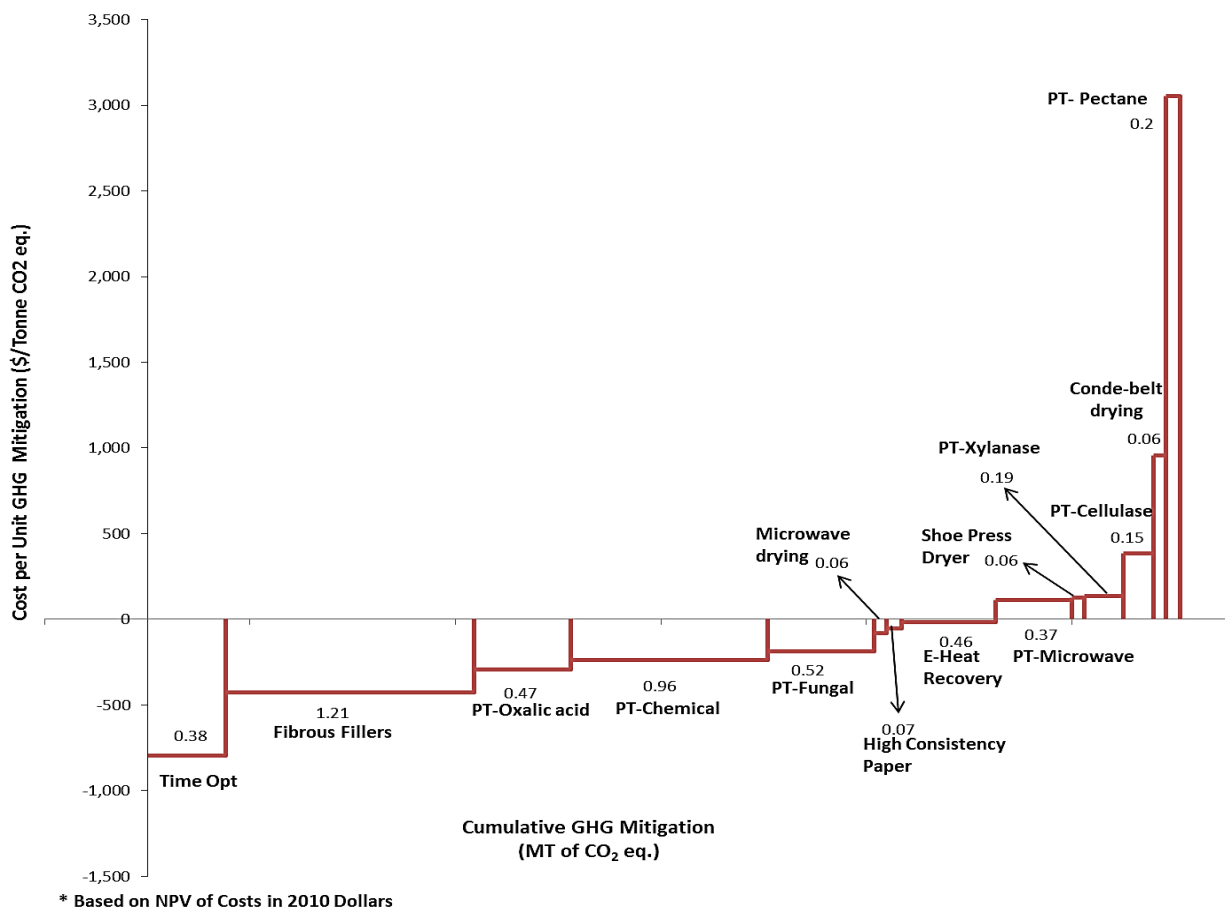 3,500
3,000
2,500
2,000
1,500
1,000
500
0
-500
-1,000
-1,500
Cost per Unit GHG Mitigation ($/Tonne CO2 eq.)
PT- Pectane
0.2
Conde-belt
drying
0.06
PT-Xylanase
0.19
PT-Cellulase
0.15
Shoe Press
Dryer
0.06
Microwave
drying
0.06
0.46
E-Heat
Recovery
0.37
PT-Microwave
0.52
PT-Fungal
0.07
High Consistency
Paper
0.96
PT-Chemical
0.47
PT-Oxalic acid
1.21
Fibrous Fillers
0.38
Time Opt
Cumulative GHG Mitigation
(MT of CO₂ eq.)
* Based on NPV of Costs in 2010 Dollars